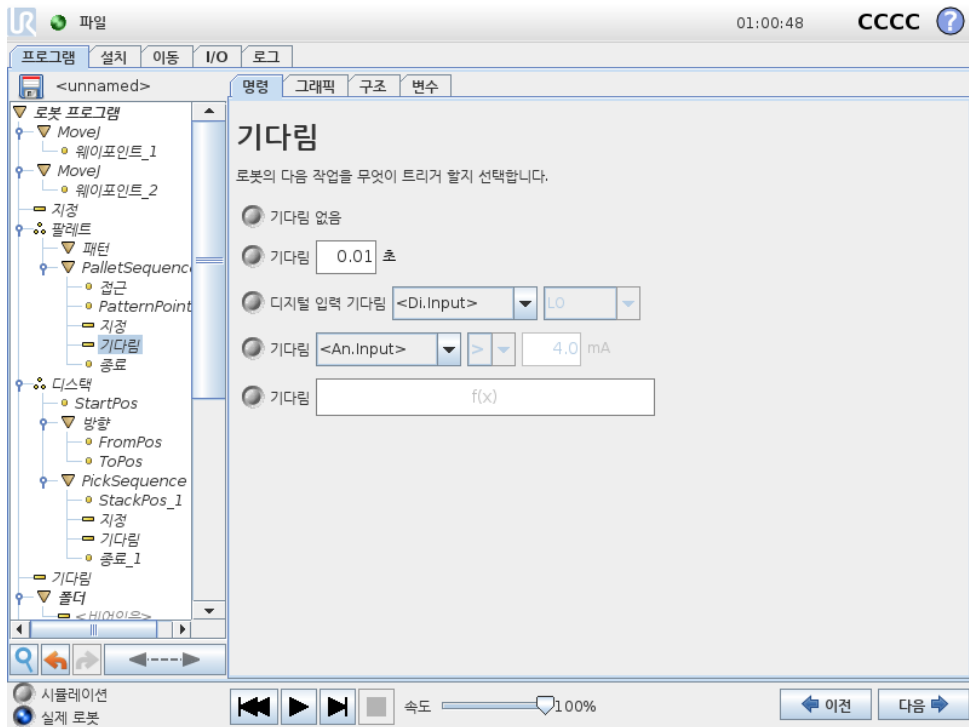 UR 파일 01:00:48 CCCC ?
프로그램 설치 이동 I/O 로그
<unnamed>
명령 그래픽 구조 변수
로봇 프로그램
MoveJ
웨이포인트_1
MoveJ
웨이포인트_2
지정
팔레트
패턴
PalletSequenc
접근
PatternPoint
지정
기다림
종료
디스택
StartPos
방향
FromPos
ToPos
PickSequence
StackPos_1
지정
기다림
종료_1
기다림
폴더
<비어있음>
기다림
로봇의 다음 작업을 무엇이 트리거 할지 선택합니다.
기다림 없음
기다림 0.01 초
디지털 입력 기다림 <Di.Input> LO
기다림 <An.Input> > 4.0 mA
기다림 f(x)
시뮬레이션
실제 로봇
속도 100%
이전 다음